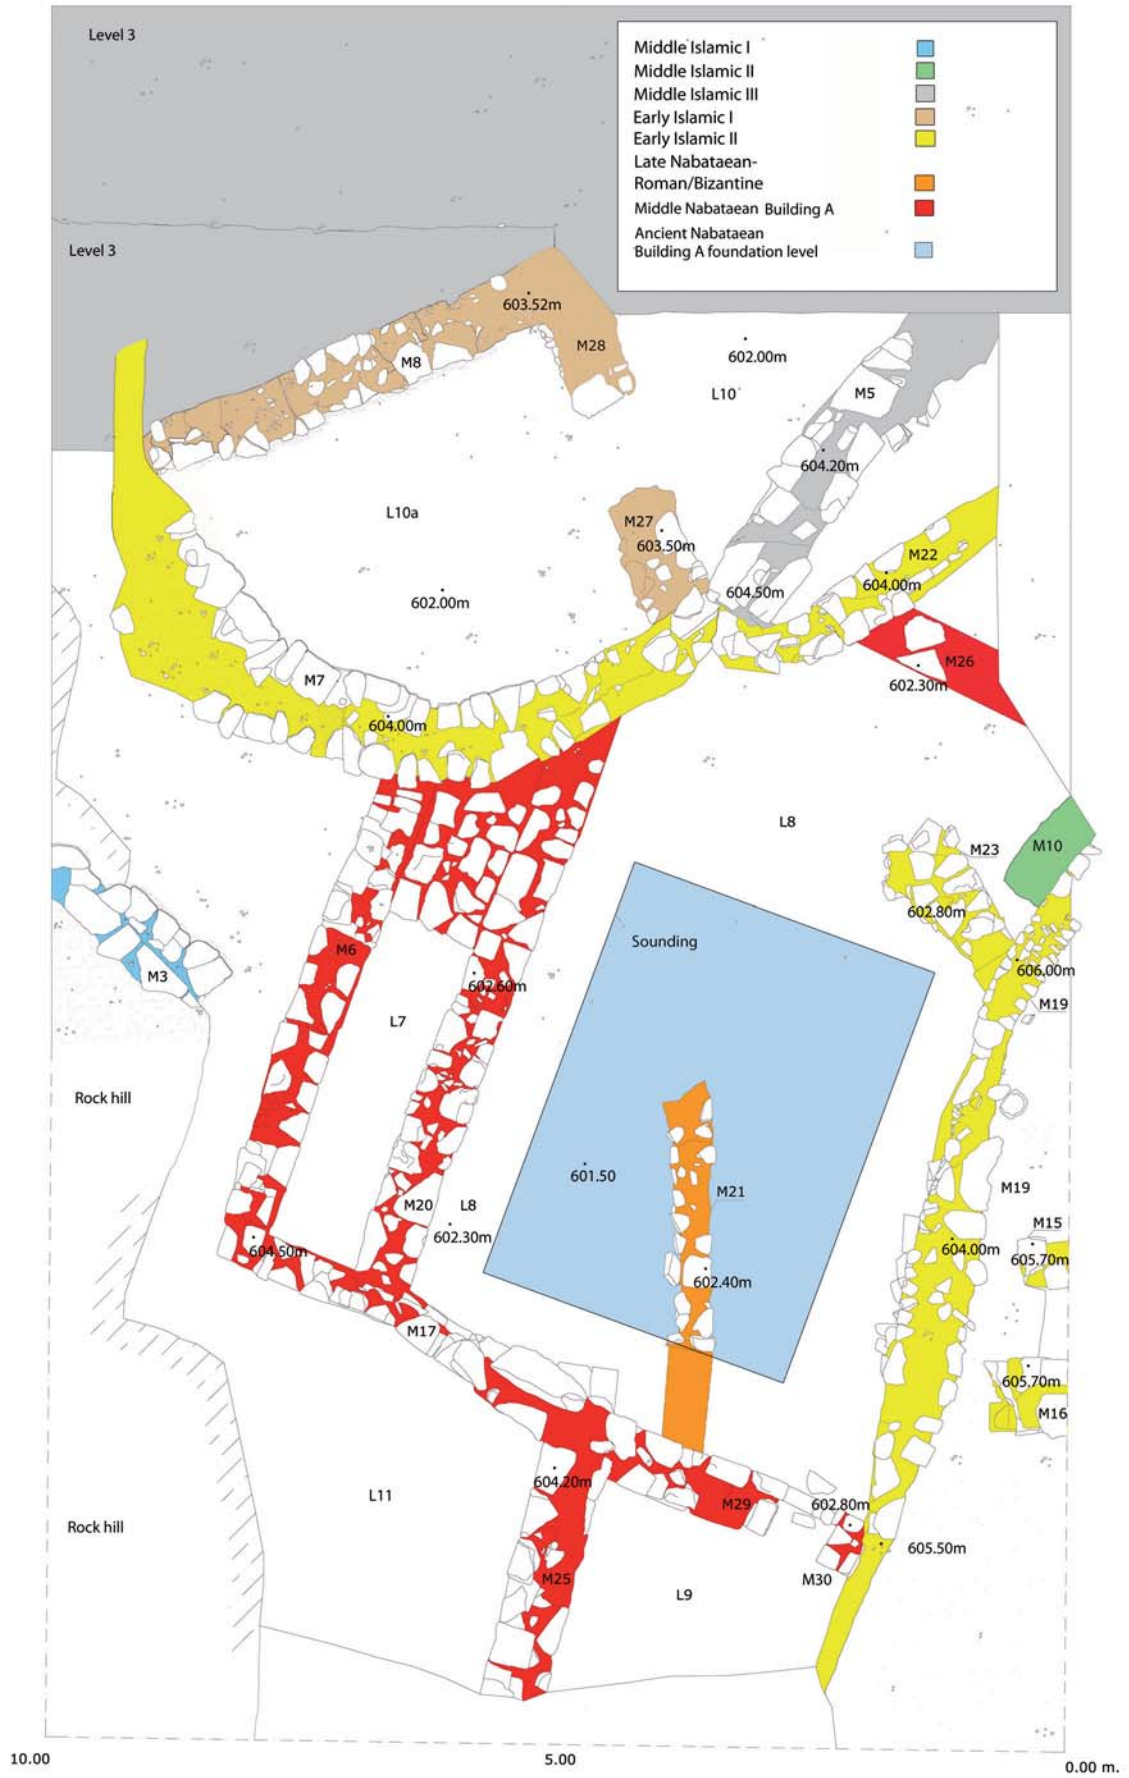 Level 3
Middle Islamic I
Middle Islamic II
Middle Islamic III
Early Islamic I
Early Islamic II
Late Nabataean-
Roman/Bizantine
Middle Nabataean Building A
Ancient Nabataean
Building A foundation level
Level 3
603.52m
M28
M8
602.00m
L10
M5
604.20m
L10a
M27
603.50m
M22
604.00m
604.50m
602.00m
M26
602.30m
M7
604.00m
L8
M10
M23
602.80m
Sounding
M6
606.00m
M3
602.60m
M19
L7
Rock hill
601.50
M21
M19
M20
L8
M15
602.30m
604.50m
604.00m
605.70m
602.40m
M17
605.70m
M16
604.20m
L11
M29
602.80m
Rock hill
605.50m
M25
M30
L9
10.00
5.00
0.00 m.